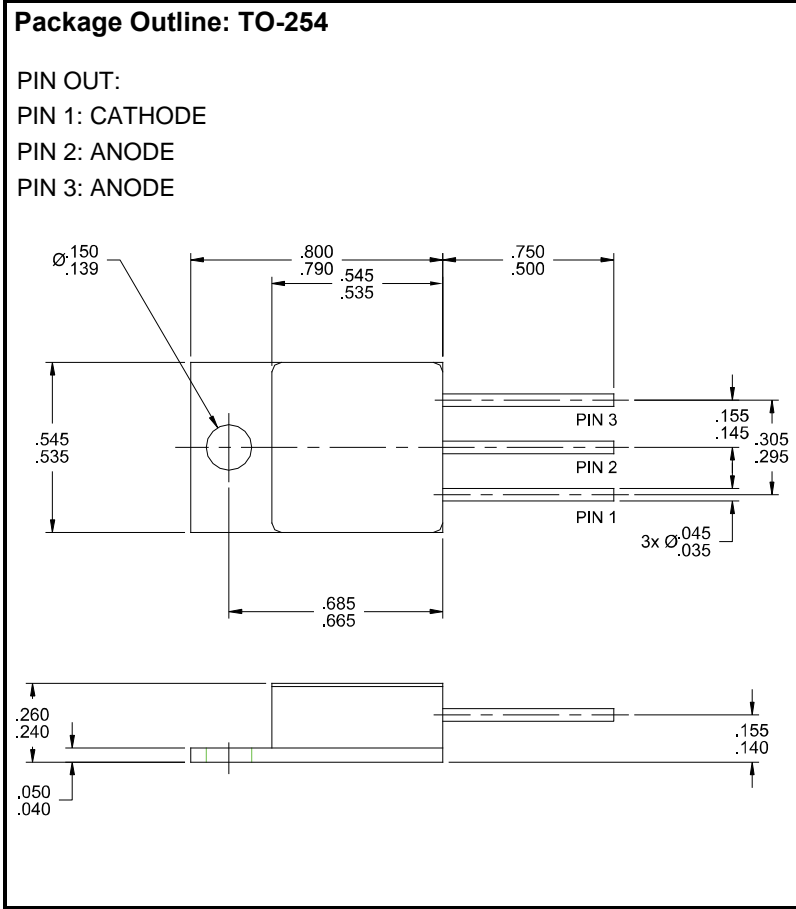 Package Outline: TO-254
PIN OUT:
PIN 1: CATHODE
PIN 2: ANODE
PIN 3: ANODE
Ø.150
.139
.800
.790
.545
.535
.750
.500
.545
.535
PIN 3
PIN 2
PIN 1
.155
.145
.305
.295
3x Ø.045
.035
.685
.665
.260
.240
.050
.040
.155
.140